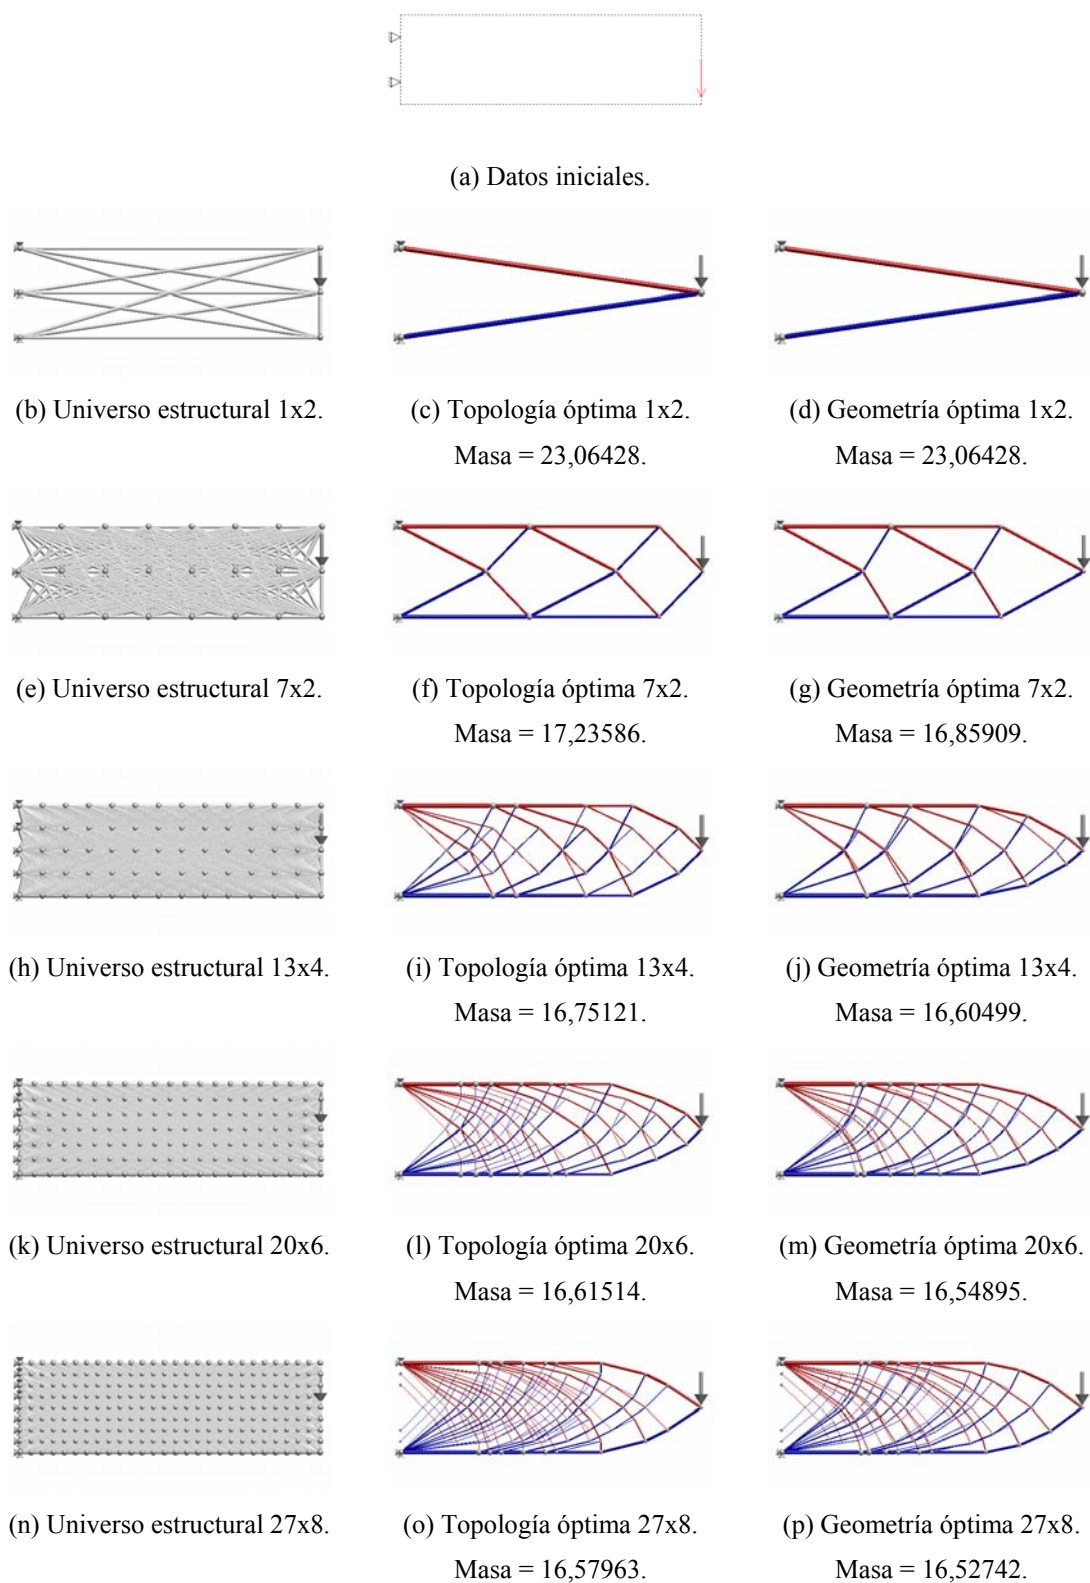 (a) Datos iniciales.
(b) Universo estructural 1x2.
(c) Topología óptima 1x2.
Masa = 23,06428.
(d) Geometría óptima 1x2.
Masa = 23,06428.
(e) Universo estructural 7x2.
(f) Topología óptima 7x2.
Masa = 17,23586.
(g) Geometría óptima 7x2.
Masa = 16,85909.
(h) Universo estructural 13x4.
(i) Topología óptima 13x4.
Masa = 16,75121.
(j) Geometría óptima 13x4.
Masa = 16,60499.
(k) Universo estructural 20x6.
(l) Topología óptima 20x6.
Masa = 16,61514.
(m) Geometría óptima 20x6.
Masa = 16,54895.
(n) Universo estructural 27x8.
(o) Topología óptima 27x8.
Masa = 16,57963.
(p) Geometría óptima 27x8.
Masa = 16,52742.